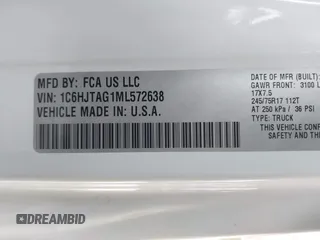 MFD BY: FCA US LLC
VIN: 1C6HJTAG1ML572638
VEHICLE MADE IN: U.S.A.
DATE OF MFR (BUILT):
GAWR FRONT: 3100 L
17X7.5
245/75R17 112T
AT 250 kPa / 36 PSI
TYPE: TRUCK
THIS VEHICLE CONF
SAFETY AND THE
DREAMBID